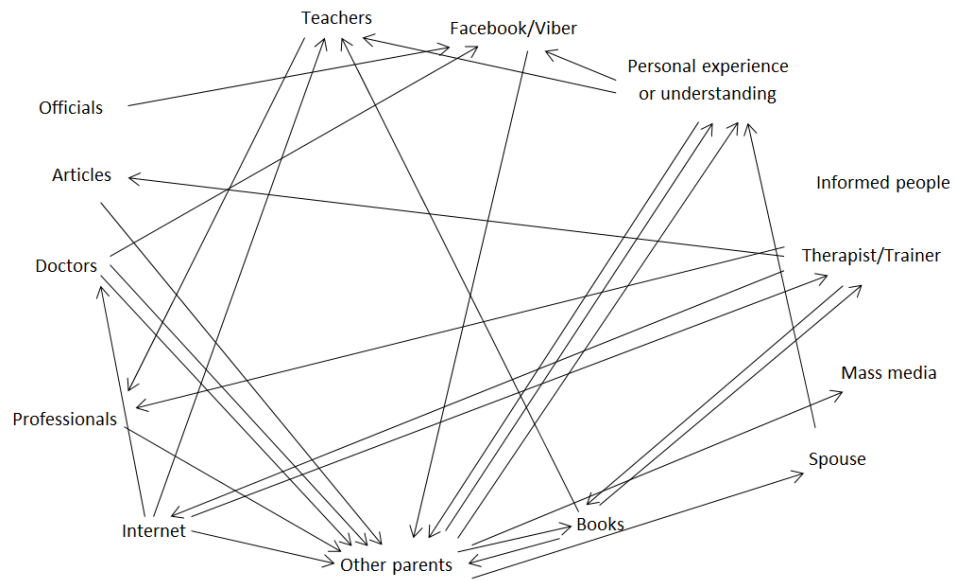 Teachers
Facebook/Viber
Personal experience
or understanding
Officials
Articles
Informed people
Doctors
Therapist/Trainer
Mass media
Professionals
Spouse
Internet
Books
Other parents